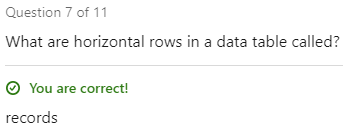 Question 7 of 11
What are horizontal rows in a data table called?
You are correct!
records